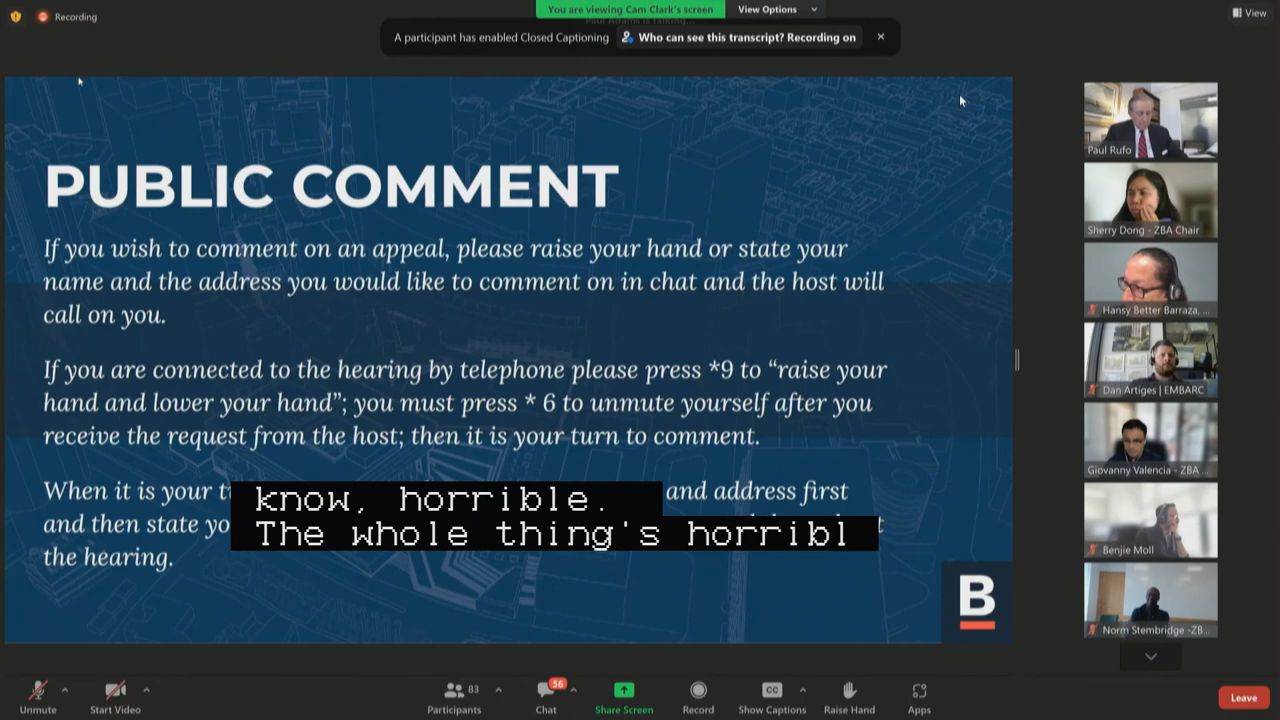 You are viewing Cam Clark's screen
View Options
Recording
View
A participant has enabled Closed Captioning
Who can see this transcript? Recording on
PUBLIC COMMENT
If you wish to comment on an appeal, please raise your hand or state your
name and the address you would like to comment on in chat and the host will
call on you.
If you are connected to the hearing by telephone please press *9 to “raise your
hand and lower your hand”; you must press * 6 to unmute yourself after you
receive the request from the host; then it is your turn to comment.
When it is your and address first
and then state
the hearing.
know, horrible.
The whole thing's horribl
B
Paul Rufo
Sherry Dong - ZBA Chair
Hansy Better Barraza, ...
Dan Artiges | EMBARC
Giovanny Valencia - ZBA ...
Benjie Moll
Norm Stembridge -ZB...
Unmute
Start Video
83
Participants
56
Chat
Share Screen
Record
CC
Show Captions
Raise Hand
Apps
Leave